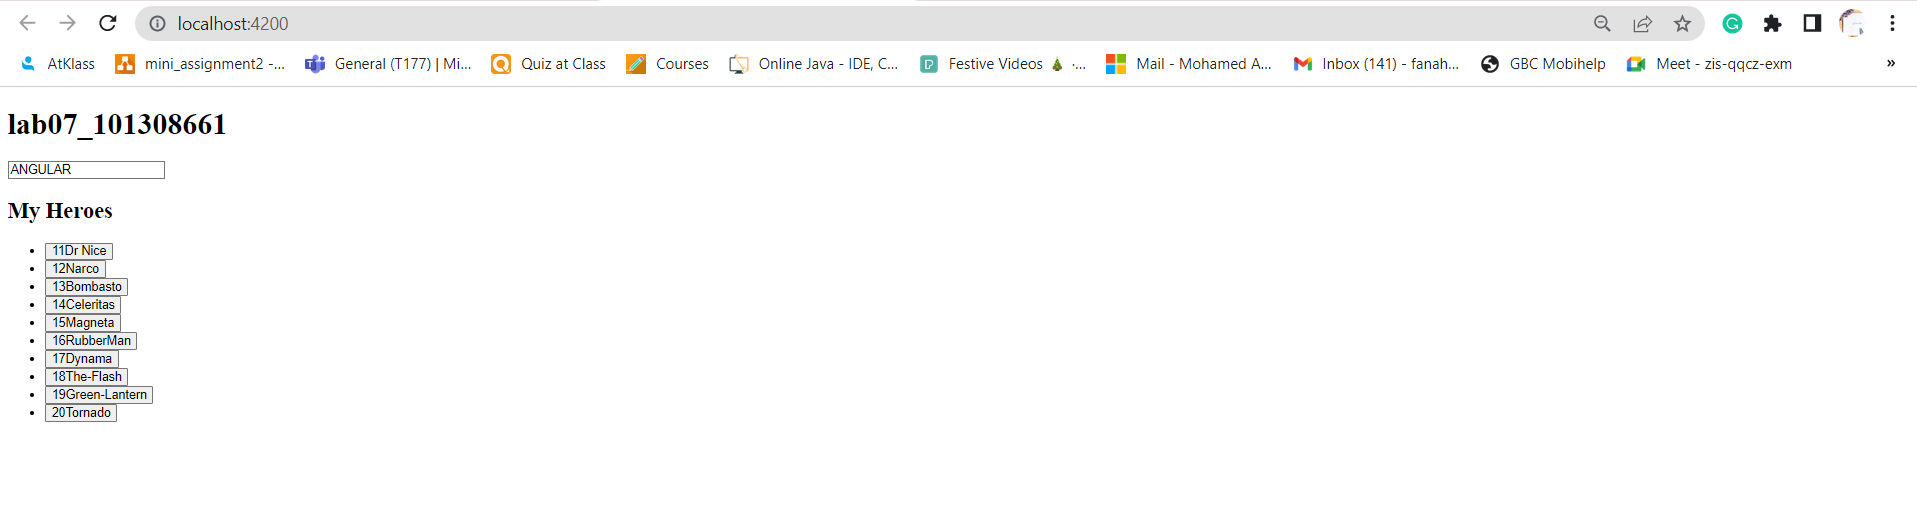 localhost:4200
AtKlass mini_assignment2 -... General (T177) | Mi... Quiz at Class Courses Online Java - IDE, C... Festive Videos 🎄 -... Mail - Mohamed A... Inbox (141) - fanah... GBC Mobihelp Meet - zis-qqcz-exm »
lab07_101308661
ANGULAR
My Heroes
• 11Dr Nice
• 12Narco
• 13Bombasto
• 14Celeritas
• 15Magneta
• 16RubberMan
• 17Dynama
• 18The-Flash
• 19Green-Lantern
• 20Tornado